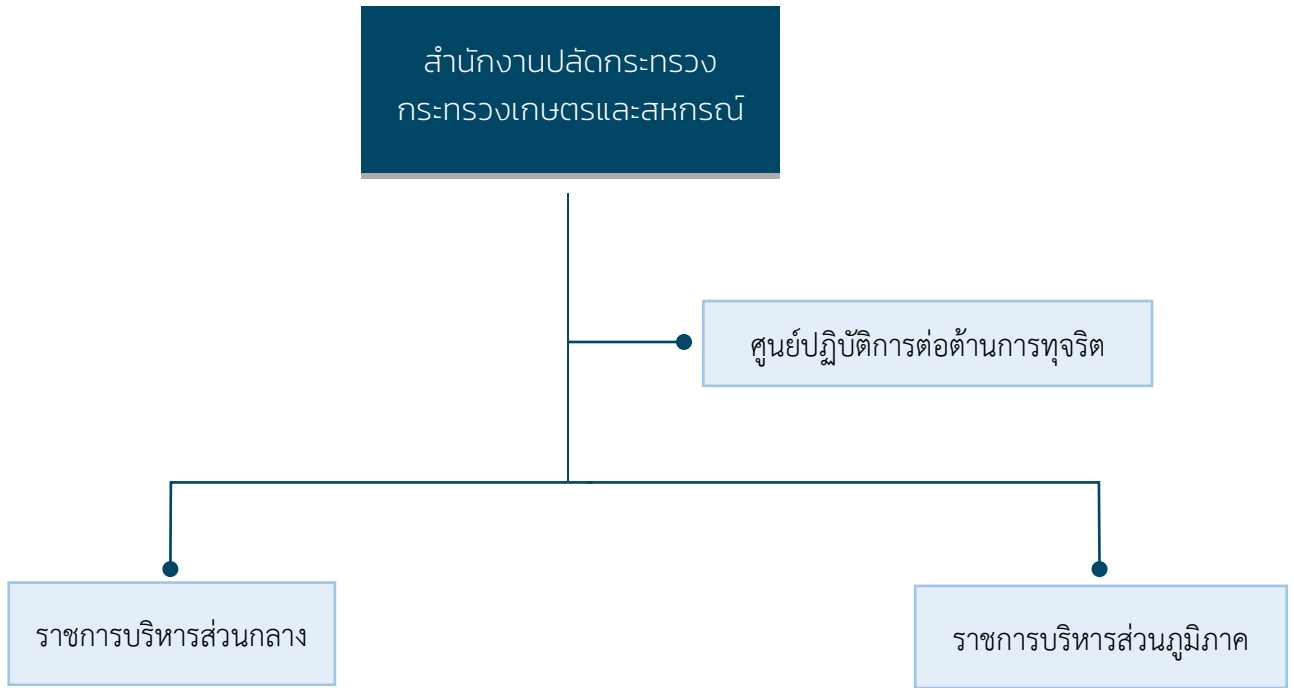 สำนักงานปลัดกระทรวง
กระทรวงเกษตรและสหกรณ์
ศูนย์ปฏิบัติการต่อต้านการทุจริต
ราชการบริหารส่วนกลาง
ราชการบริหารส่วนภูมิภาค